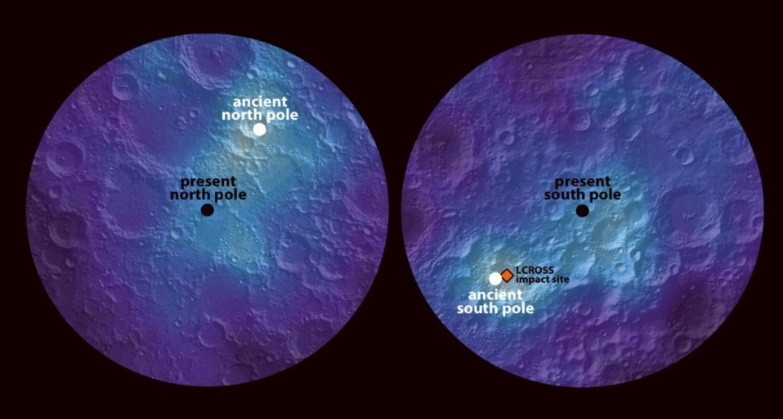 ancient
north pole
present
north pole
present
south pole
LCROSS
impact site
ancient
south pole